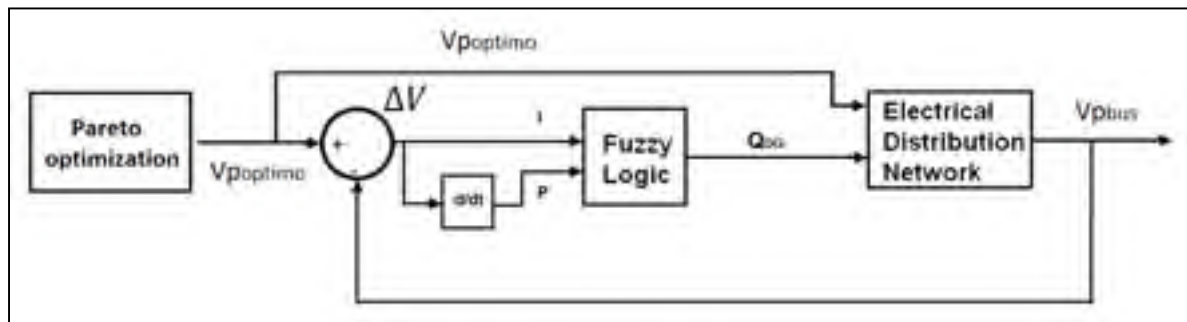 Vpoptimo
Pareto
optimization
Vpoptimo
ΔV
+
-
I
P
d/dt
Fuzzy
Logic
QDG
Electrical
Distribution
Network
Vpbus